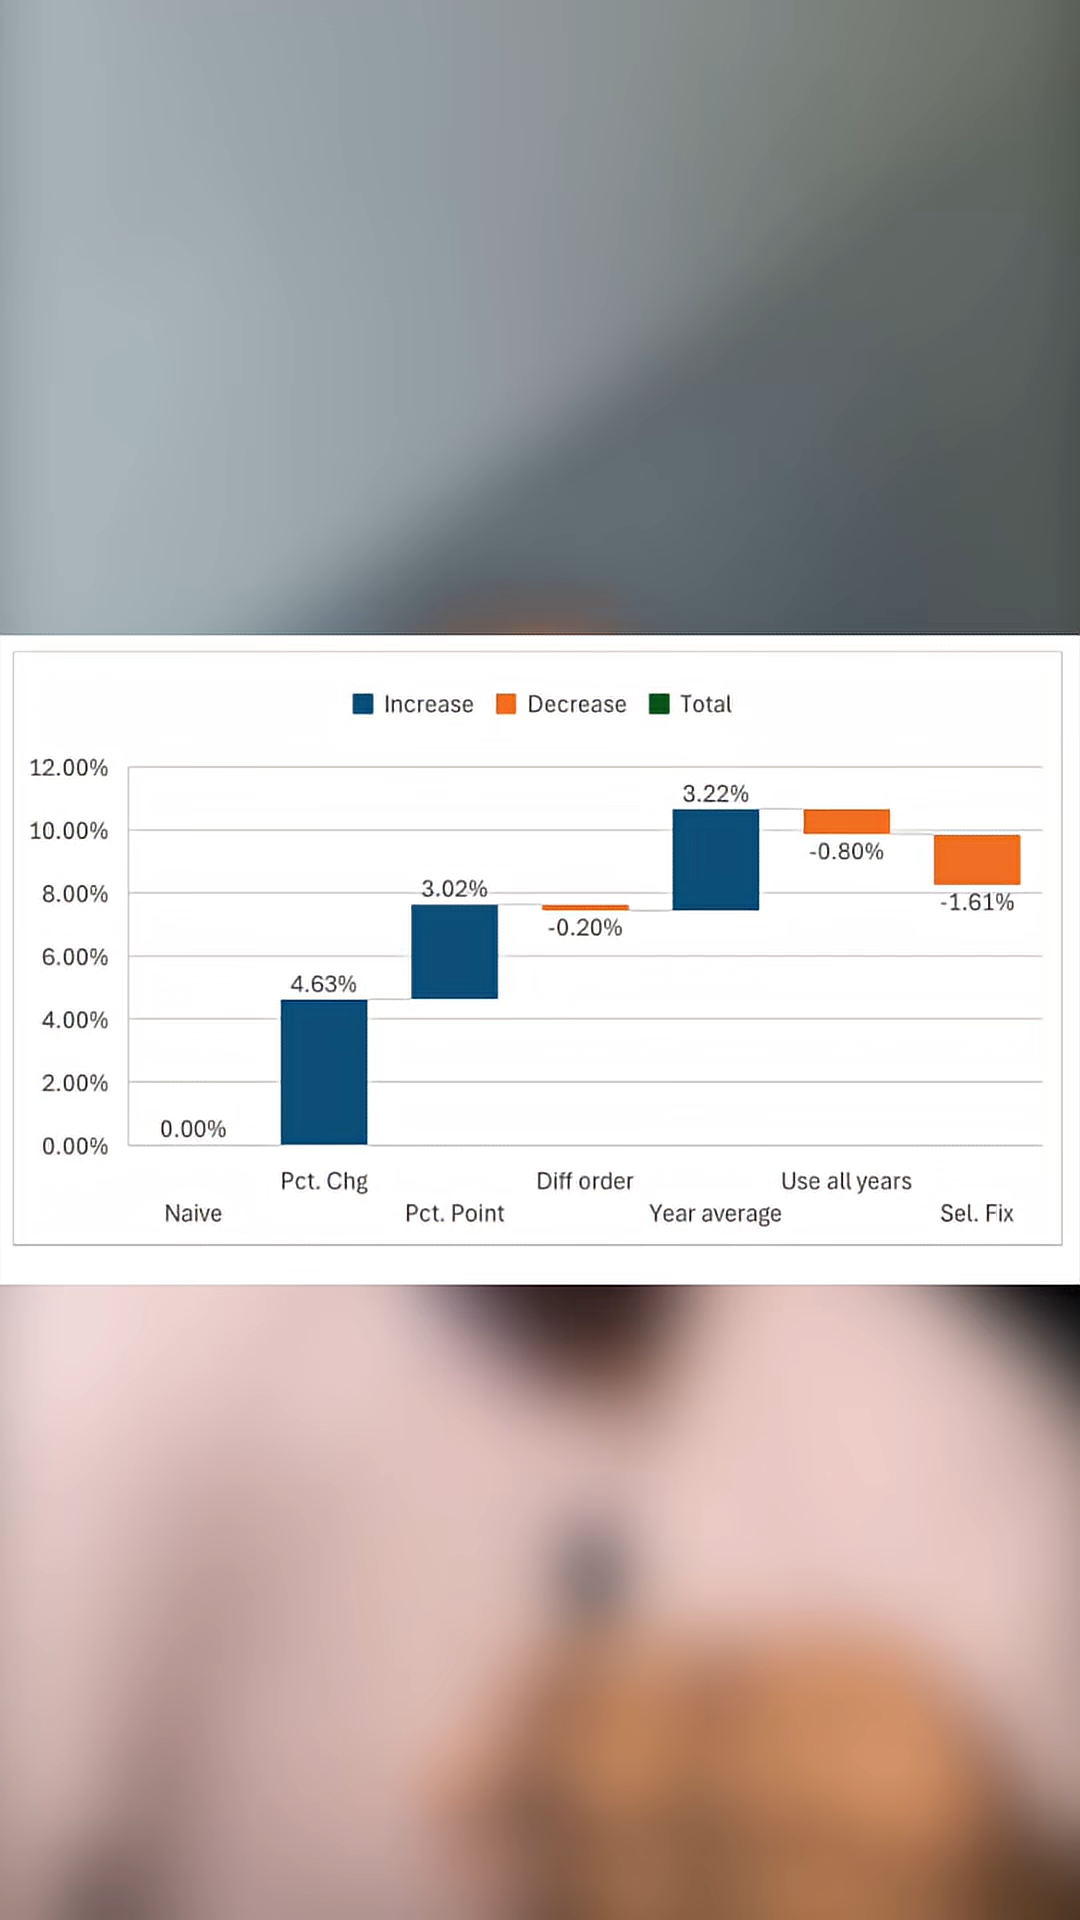 Increase Decrease Total
12.00%
10.00%
8.00%
6.00%
4.00%
2.00%
0.00%
0.00%
4.63%
3.02%
-0.20%
3.22%
-0.80%
-1.61%
Naive
Pct. Chg
Pct. Point
Diff order
Year average
Use all years
Sel. Fix